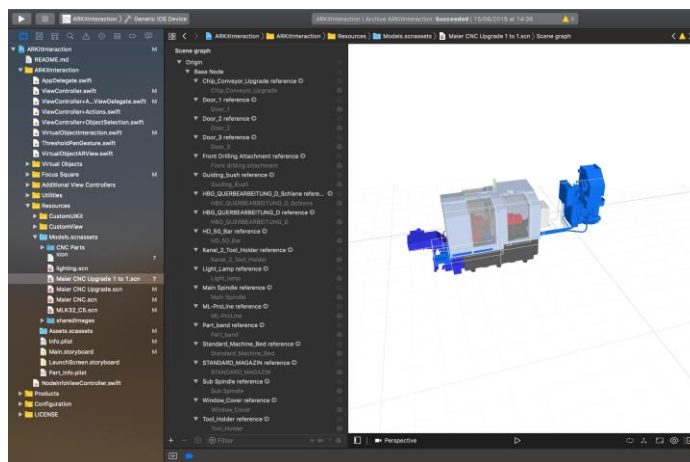 ARKitInteraction Generic iOS Device
ARKitInteraction | Archive ARKitInteraction: Succeeded | 15/06/2019 at 14:36
ARKitInteraction ARKitInteraction Resources Models.scnassets Maier CNC Upgrade 1 to 1.scn Scene graph
ARKitInteraction M
README.md
ARKitInteraction
AppDelegate.swift
ViewController.swift M
ViewController+A...ViewDelegate.swift M
ViewController+Actions.swift
ViewController+ObjectSelection.swift
VirtualObjectInteraction.swift M
ThresholdPanGesture.swift
VirtualObjectARView.swift
Virtual Objects
Focus Square M
Additional View Controllers
Utilities
Resources
CustomUIKit
CustomView
Models.scnassets
CNC Parts
icon ?
lighting.scn
Maier CNC Upgrade 1 to 1.scn ?
Maier CNC Upgrade.scn M
Maier CNC.scn M
MLK32_C5.scn M
sharedImages
Assets.xcassets M
Info.plist M
Main.storyboard M
LaunchScreen.storyboard
Part_Info.plist
NodeInfoViewController.swift
Products
Configuration
LICENSE
Scene graph
Origin
Base Node
Chip_Conveyor_Upgrade reference
Chip_Conveyor_Upgrade
Door_1 reference
Door_1
Door_2 reference
Door_2
Door_3 reference
Door_3
Front Drilling Attachment reference
Front drilling attachment
Guiding_bush reference
Guiding_Bush
HBG_QUERBEARBEITUNG_D_Schiene refere...
HBG_QUERBEARBEITUNG_D_Schiene
HBG_QUERBEARBEITUNG_D reference
HBG_QUERBEARBEITUNG_D
HD_50_Bar reference
HD_50_Bar
Kanal_2_Tool_Holder reference
Kanal_2_Tool_Holder
Light_Lamp reference
Light_lamp
Main Spindle reference
Main Spindle
ML-ProLine reference
ML-ProLine
Part_band reference
Part_band
Standard_Machine_Bed reference
Standard_Machine_Bed
STANDARD_MAGAZIN reference
STANDARD_MAGAZIN
Sub Spindle reference
Sub Spindle
Window_Cover reference
Window_Cover
Tool_Holder reference
Tool_Holder
Filter
Perspective